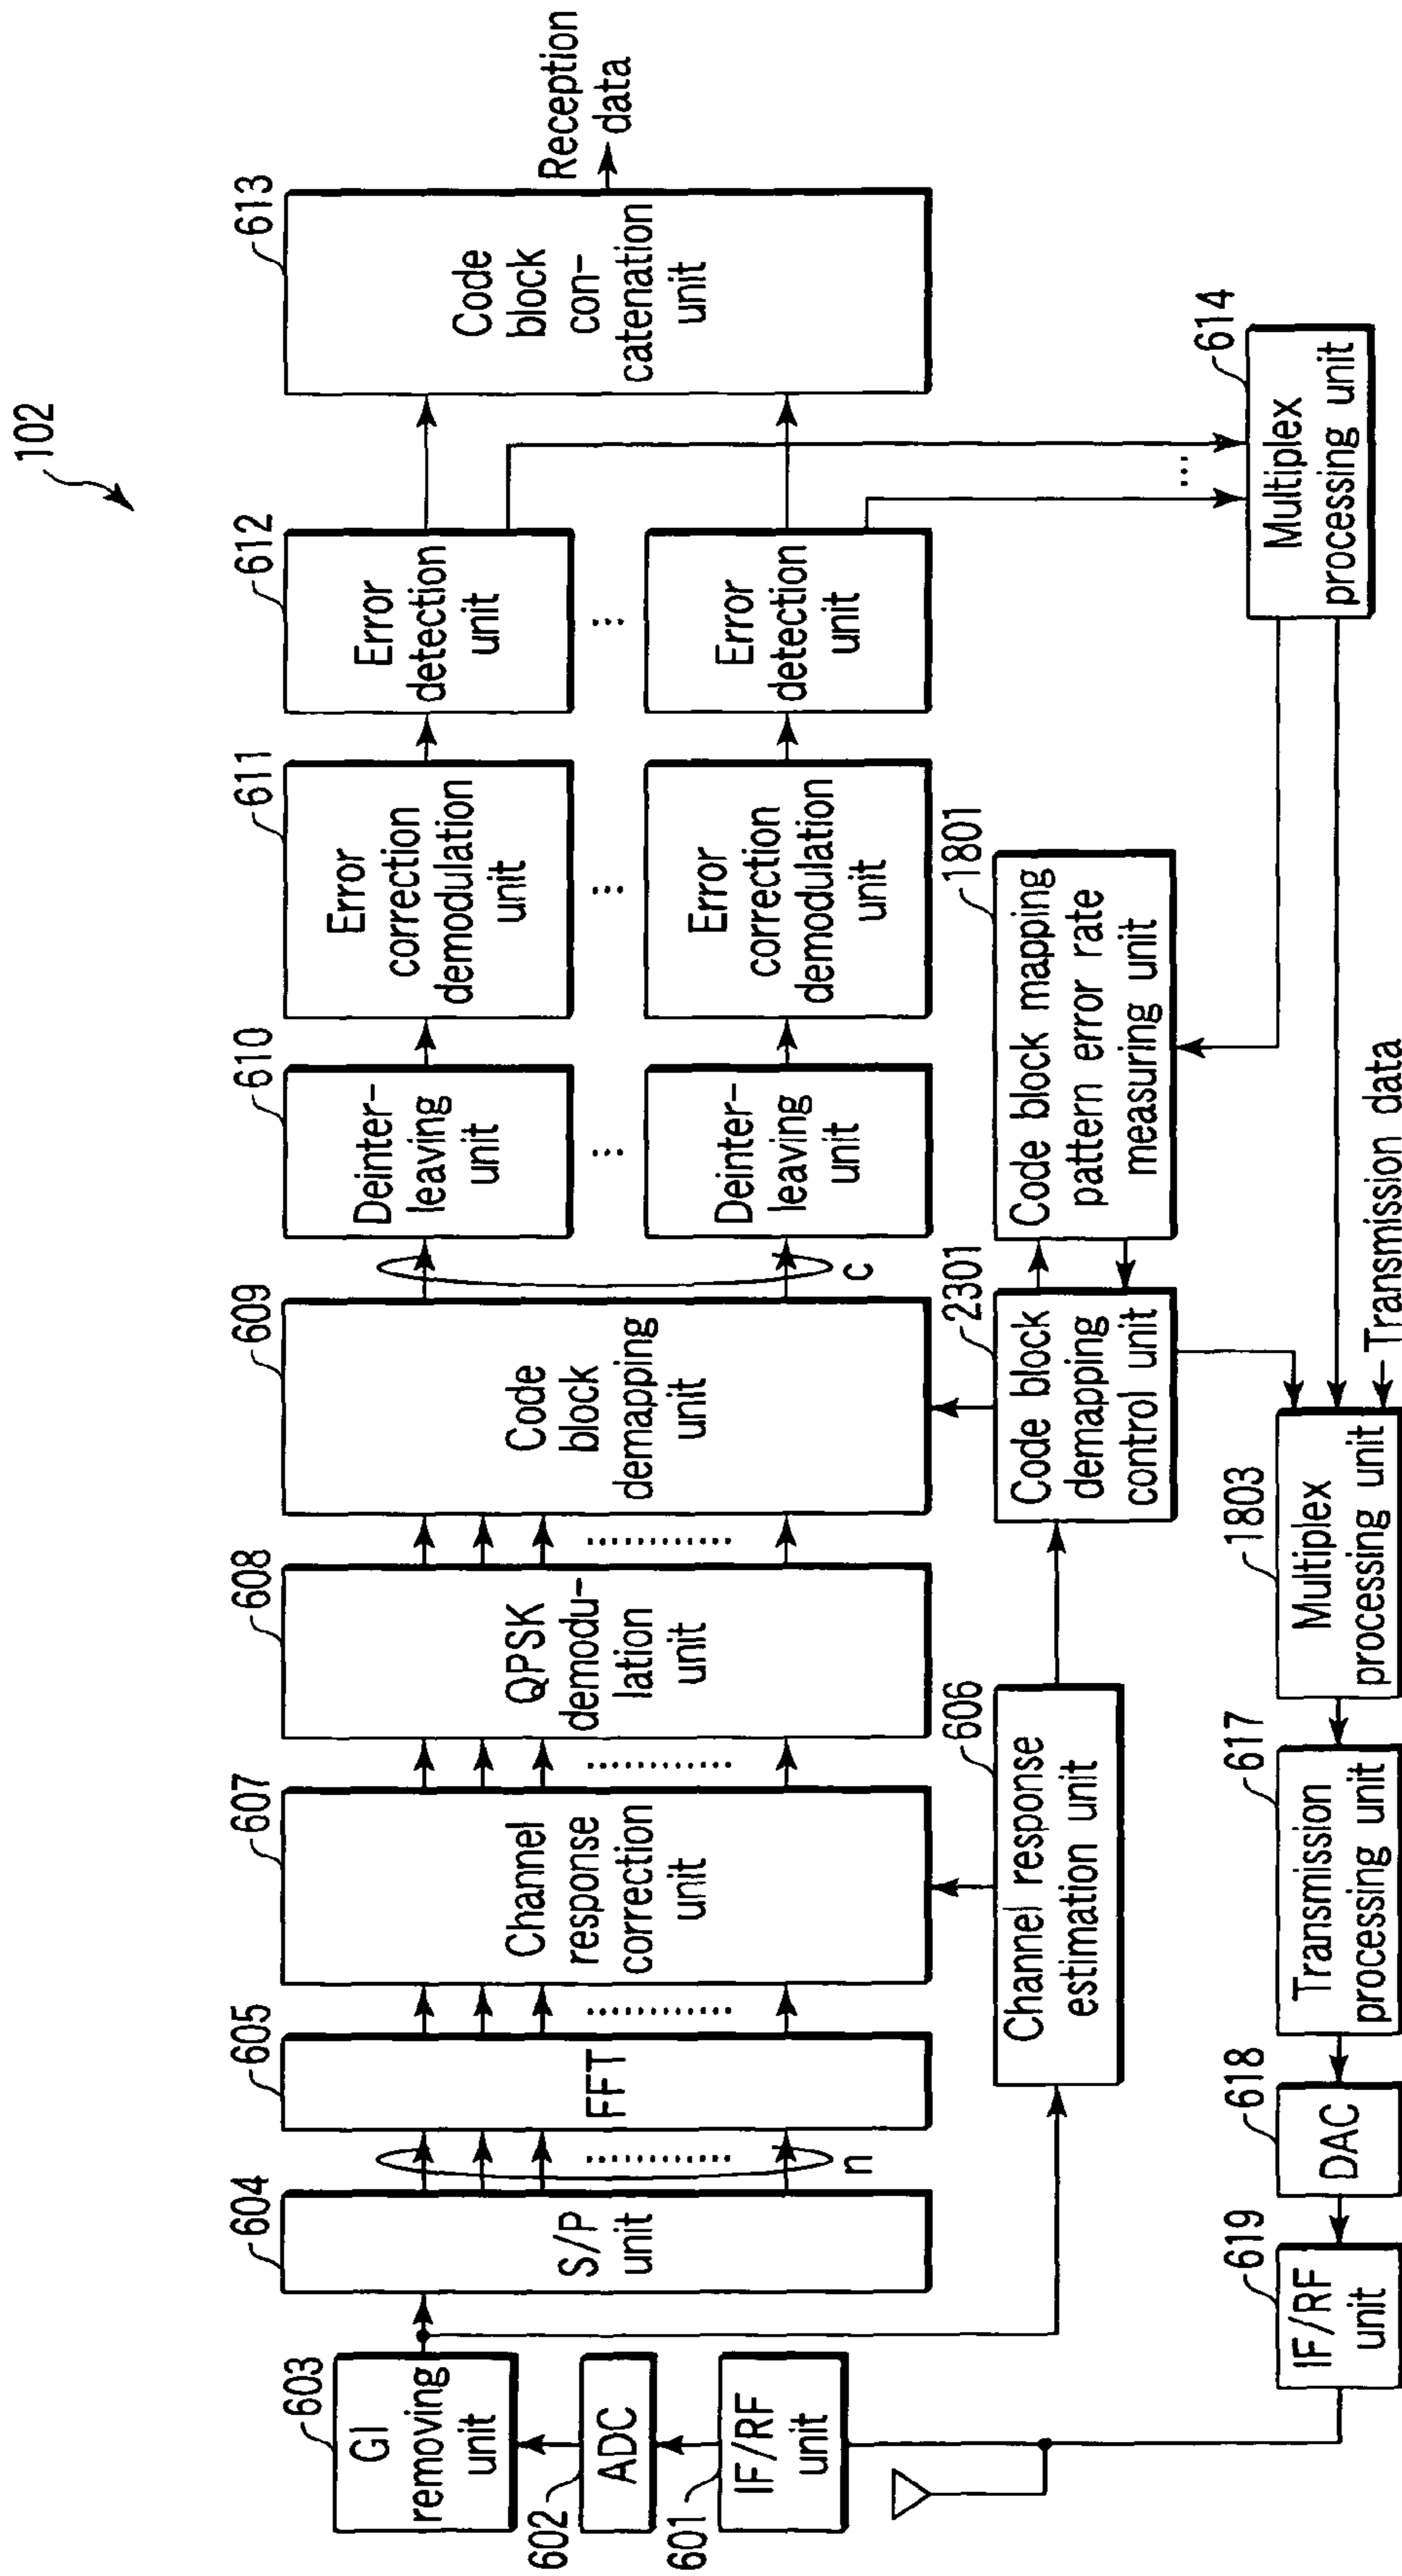 102
603
GI
removing
unit
602
ADC
601
IF/RF
unit
604
S/P
unit
n
605
FFT
607
Channel
response
correction
unit
606
Channel response
estimation unit
608
QPSK
demodu-
lation
unit
609
Code
block
demapping
unit
c
2301
Code block
demapping
control unit
610
Deinter-
leaving
unit
Deinter-
leaving
unit
611
Error
correction
demodulation
unit
Error
correction
demodulation
unit
1801
Code block mapping
pattern error rate
measuring unit
612
Error
detection
unit
Error
detection
unit
613
Code
block
con-
catenation
unit
Reception
data
614
Multiplex
processing unit
Transmission data
1803
Multiplex
processing unit
617
Transmission
processing unit
618
DAC
619
IF/RF
unit